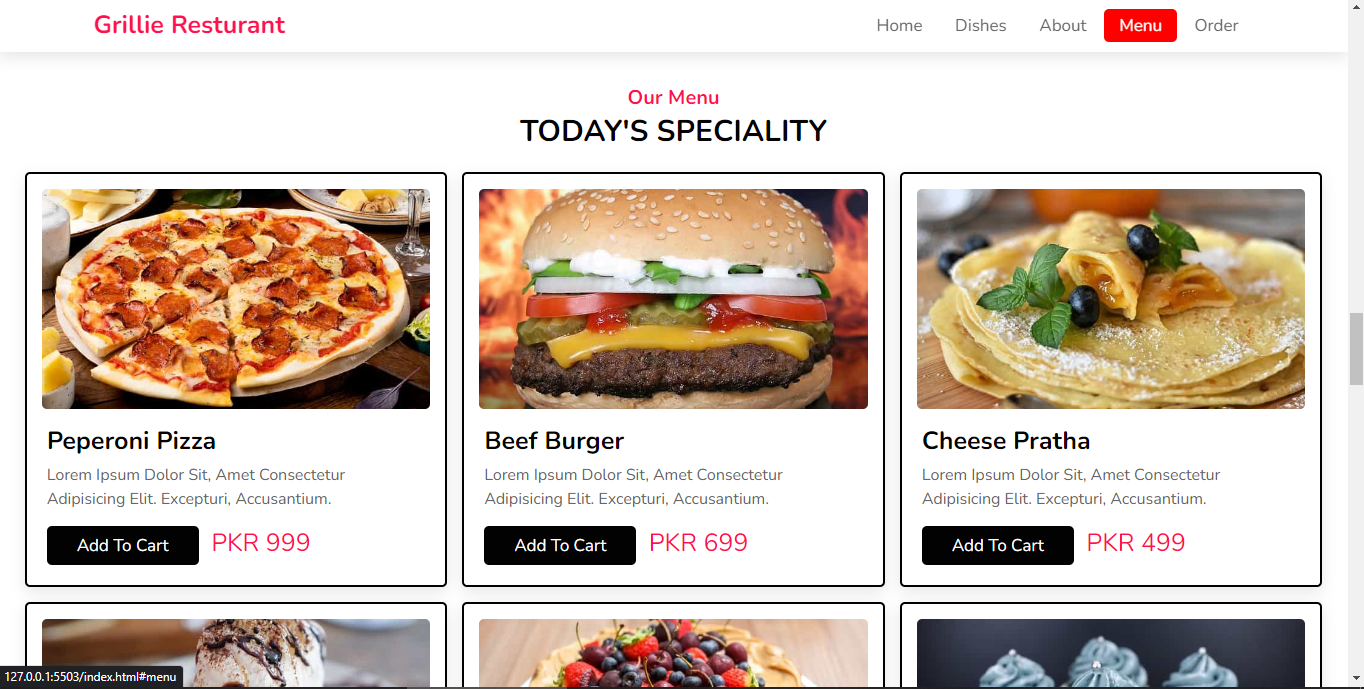 Grillie Resturant
Home Dishes About Menu Order
Our Menu
TODAY'S SPECIALITY
Peperoni Pizza
Lorem Ipsum Dolor Sit, Amet Consectetur
Adipisicing Elit. Excepturi, Accusantium.
Add To Cart PKR 999
Beef Burger
Lorem Ipsum Dolor Sit, Amet Consectetur
Adipisicing Elit. Excepturi, Accusantium.
Add To Cart PKR 699
Cheese Pratha
Lorem Ipsum Dolor Sit, Amet Consectetur
Adipisicing Elit. Excepturi, Accusantium.
Add To Cart PKR 499
127.0.0.1:5503/index.html#menu